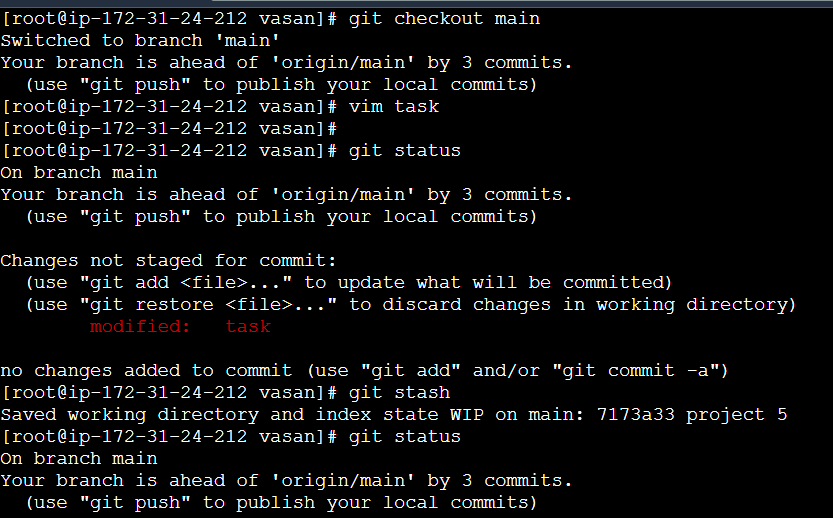 [root@ip-172-31-24-212 vasan]# git checkout main
Switched to branch 'main'
Your branch is ahead of 'origin/main' by 3 commits.
  (use "git push" to publish your local commits)
[root@ip-172-31-24-212 vasan]# vim task
[root@ip-172-31-24-212 vasan]#
[root@ip-172-31-24-212 vasan]# git status
On branch main
Your branch is ahead of 'origin/main' by 3 commits.
  (use "git push" to publish your local commits)

Changes not staged for commit:
  (use "git add <file>..." to update what will be committed)
  (use "git restore <file>..." to discard changes in working directory)
        modified:   task

no changes added to commit (use "git add" and/or "git commit -a")
[root@ip-172-31-24-212 vasan]# git stash
Saved working directory and index state WIP on main: 7173a33 project 5
[root@ip-172-31-24-212 vasan]# git status
On branch main
Your branch is ahead of 'origin/main' by 3 commits.
  (use "git push" to publish your local commits)